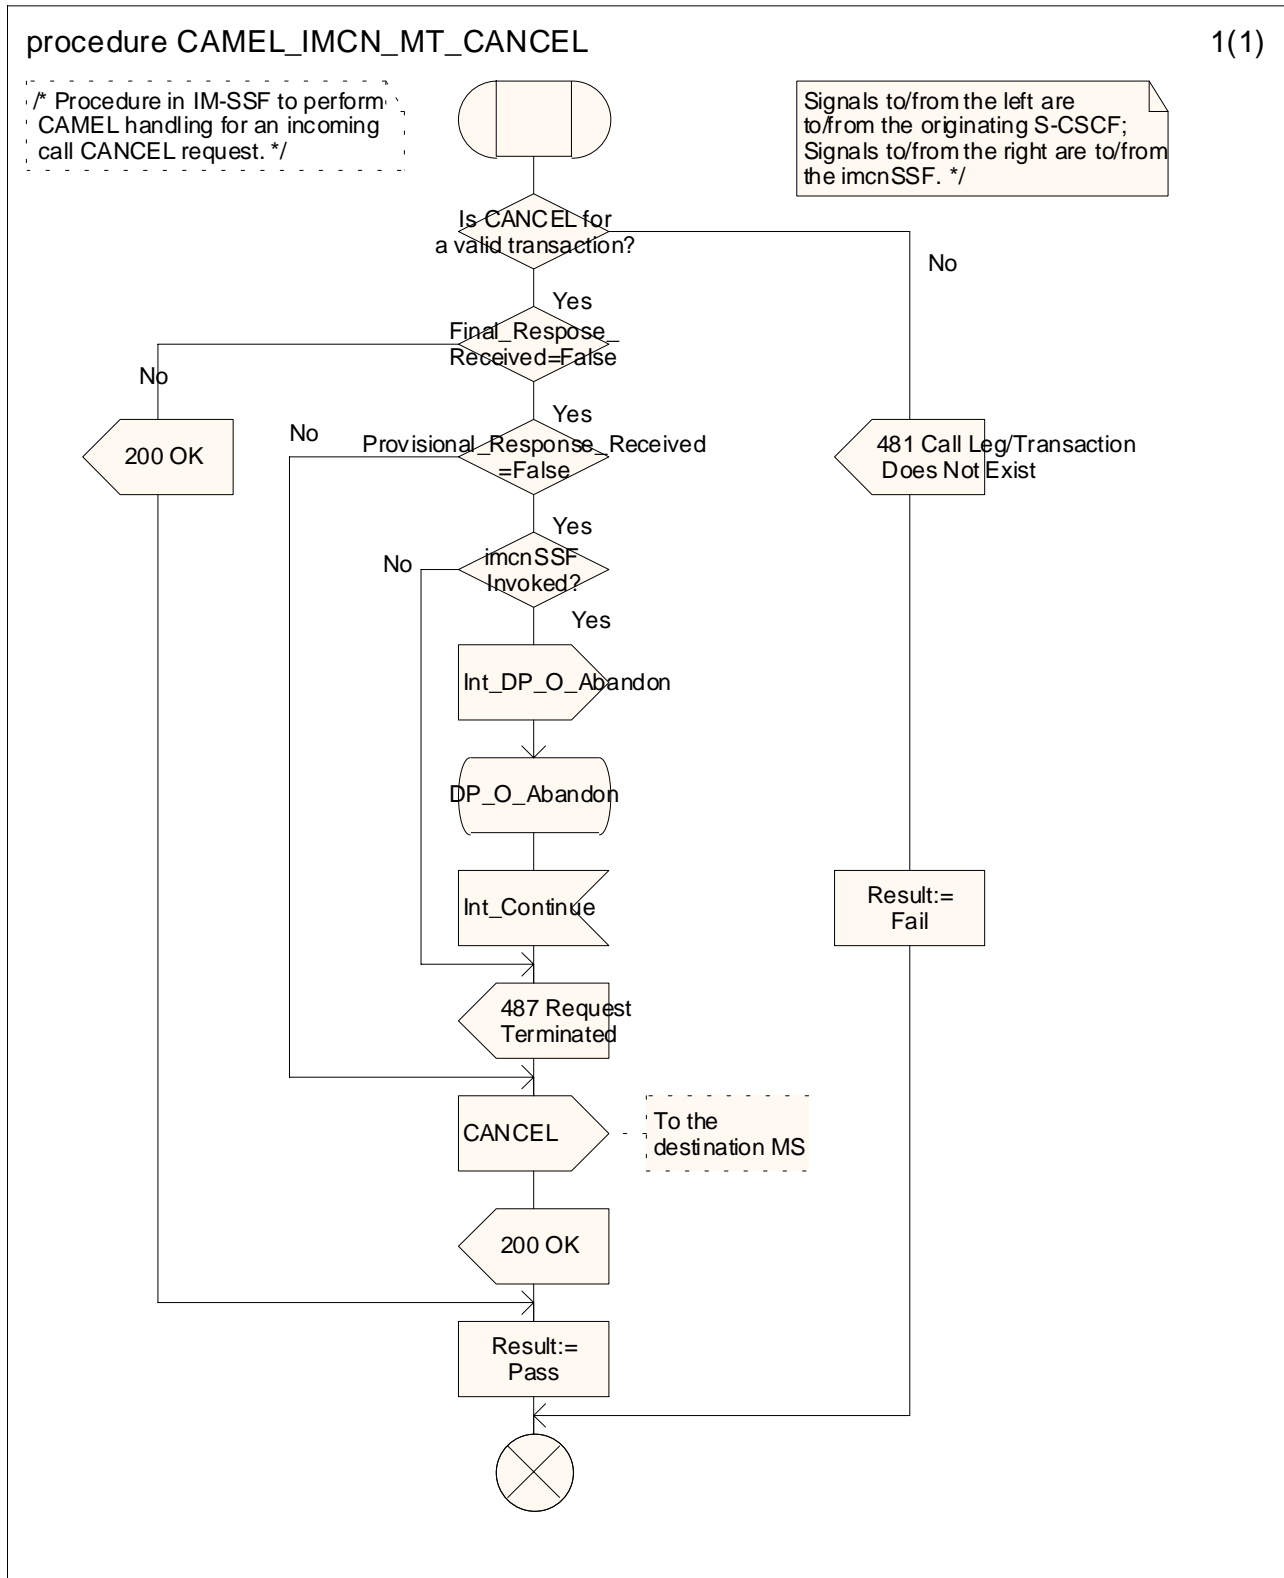 procedure CAMEL_IMCN_MT_CANCEL
1(1)
/* Procedure in IM-SSF to perform
CAMEL handling for an incoming
call CANCEL request. */
Signals to/from the left are
to/from the originating S-CSCF;
Signals to/from the right are to/from
the imcnSSF. */
Is CANCEL for
a valid transaction?
No
Yes
Final_Respose_
Received=False
No
Yes
200 OK
No
Provisional_Response_Received
=False
481 Call Leg/Transaction
Does Not Exist
Yes
No
imcnSSF
Invoked?
Yes
Int_DP_O_Abandon
DP_O_Abandon
Int_Continue
Result:=
Fail
487 Request
Terminated
CANCEL
To the
destination MS
200 OK
Result:=
Pass